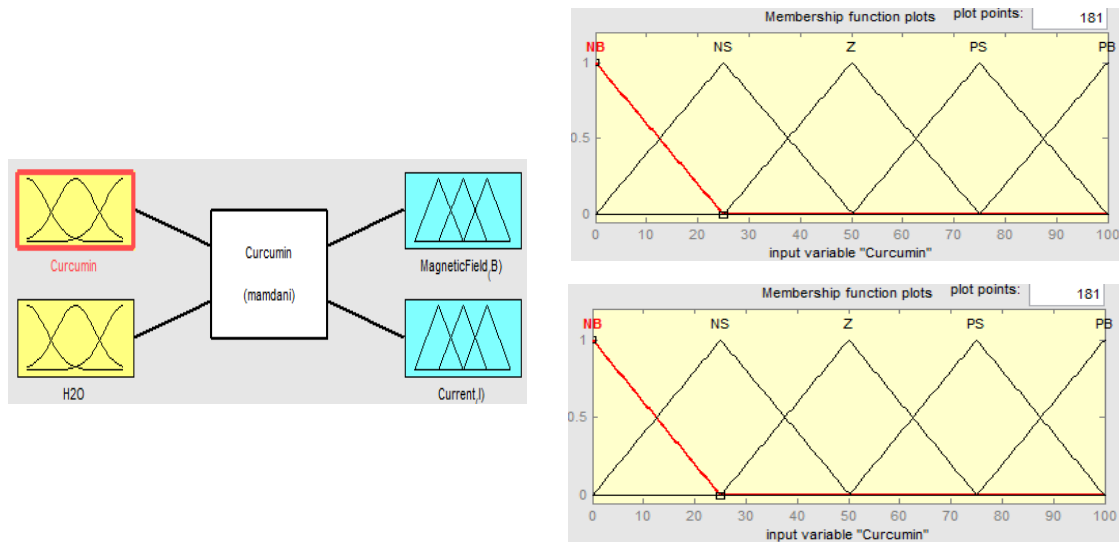 Curcumin
H2O
Curcumin
(mamdani)
MagneticField,(B)
Current,I)
Membership function plots plot points: 181
NB NS Z PS PB
1
0.5
0
0 10 20 30 40 50 60 70 80 90 100
input variable "Curcumin"
Membership function plots plot points: 181
NB NS Z PS PB
1
0.5
0
0 10 20 30 40 50 60 70 80 90 100
input variable "Curcumin"